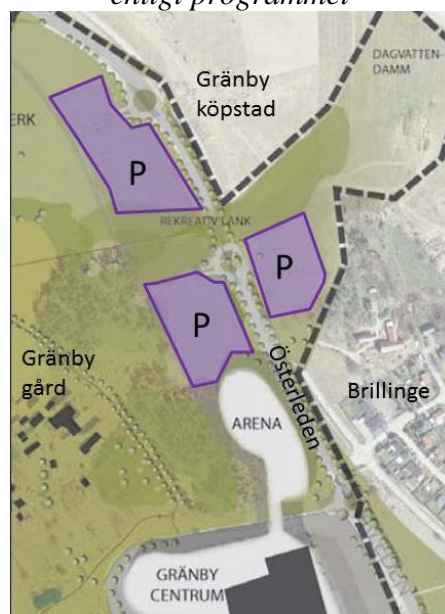 enligt programmet
Gränby
köpstad
DAGVATTEN-
DAMM
ERK
P
REKREATIV LÄNK
P
P
Gränby
gård
Österleden
Brillinge
ARENA
GRÄNBY
CENTRUM